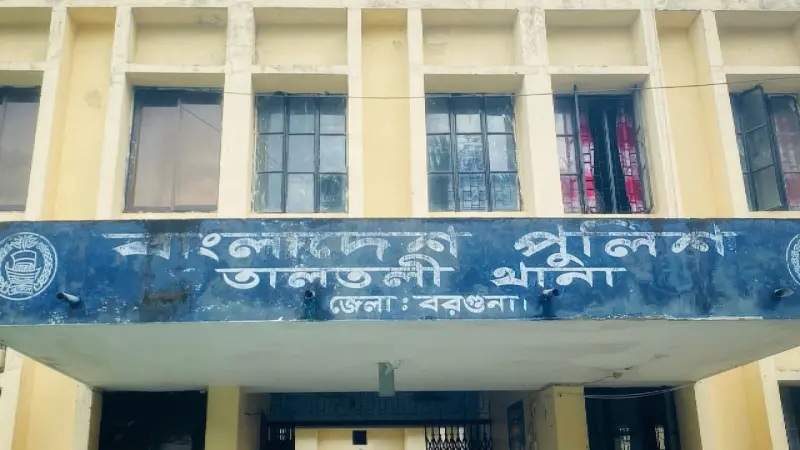 বাংলাদেশ পুলিশ
তালতলী থানা
জেলা : বরগুনা।